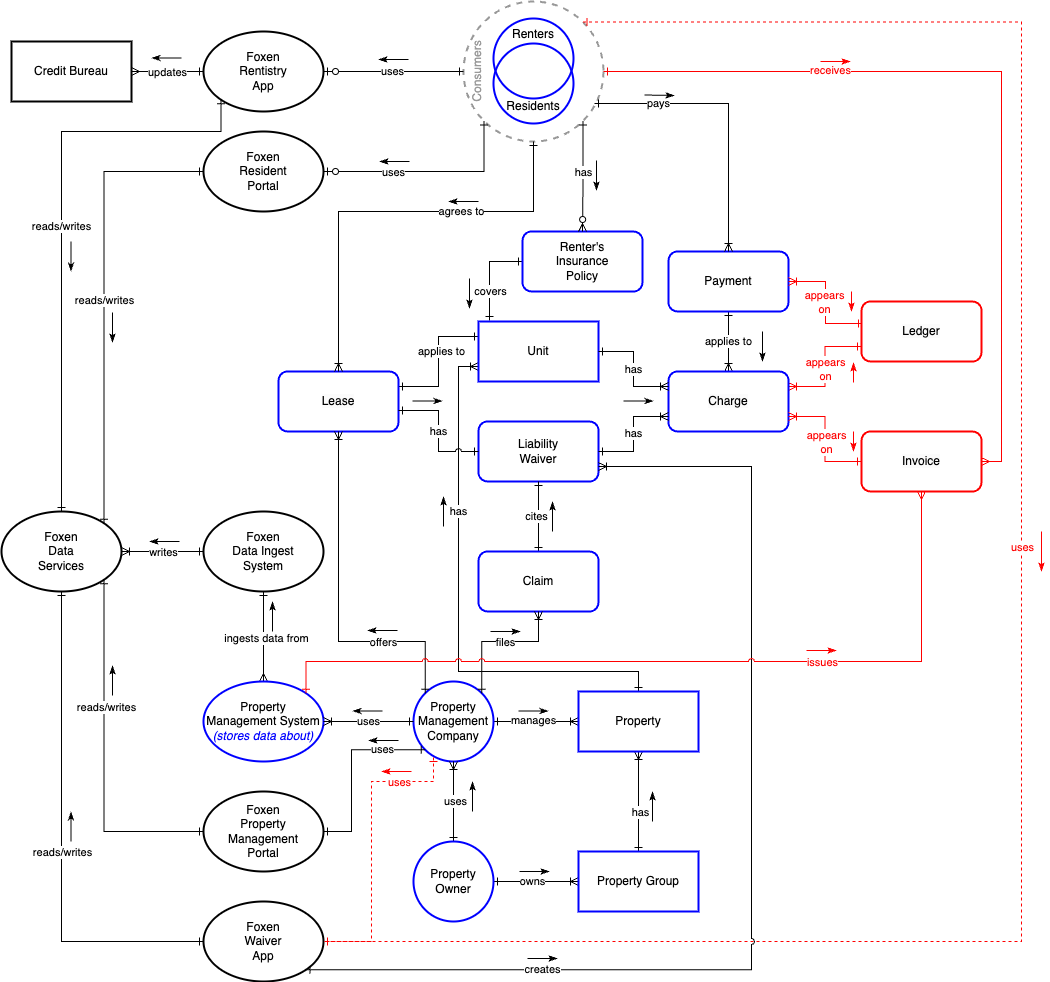 Renters
Consumers
Residents
Credit Bureau
updates
Foxen
Rentistry
App
uses
receives
pays
Foxen
Resident
Portal
uses
has
agrees to
reads/writes
Renter's
Insurance
Policy
Payment
covers
reads/writes
appears
on
Ledger
applies to
Unit
applies to
has
appears
on
Lease
Charge
has
Liability
Waiver
has
appears
on
Invoice
has
cites
Foxen
Data
Services
writes
Foxen
Data Ingest
System
uses
Claim
ingests data from
offers
files
issues
reads/writes
Property
Management System
(stores data about)
uses
Property
Management
Company
manages
Property
uses
uses
uses
has
Foxen
Property
Management
Portal
reads/writes
Property
Owner
owns
Property Group
Foxen
Waiver
App
creates